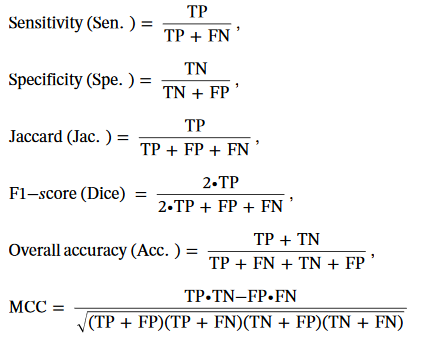 Sensitivity (Sen. ) = TP / TP + FN ,
Specificity (Spe. ) = TN / TN + FP ,
Jaccard (Jac. ) = TP / TP + FP + FN ,
F1−score (Dice) = 2•TP / 2•TP + FP + FN ,
Overall accuracy (Acc. ) = TP + TN / TP + FN + TN + FP ,
MCC = TP•TN−FP•FN / √(TP + FP)(TP + FN)(TN + FP)(TN + FN)